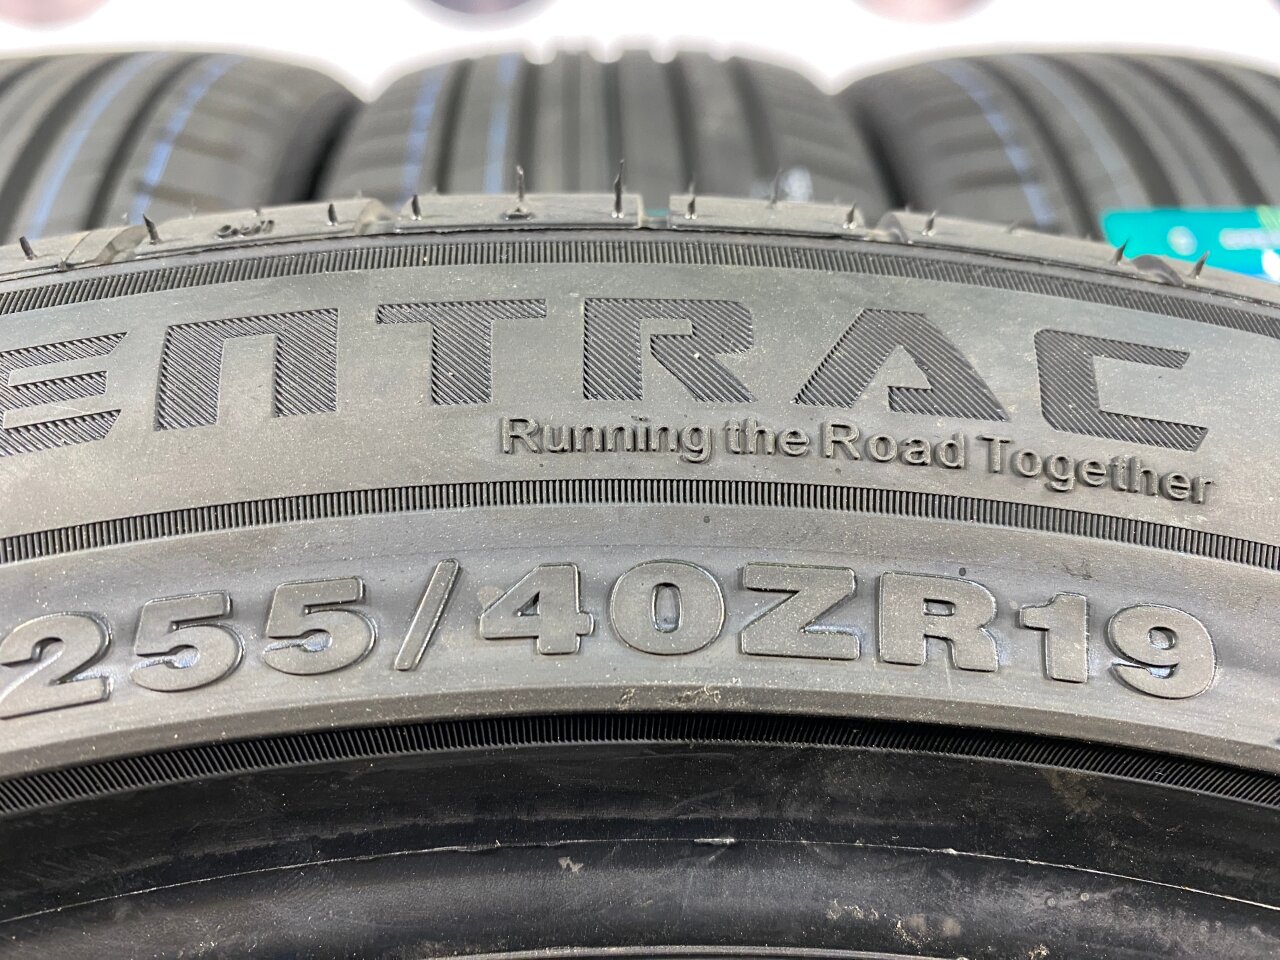 ENTRAC
Running the Road Together
255/40ZR19